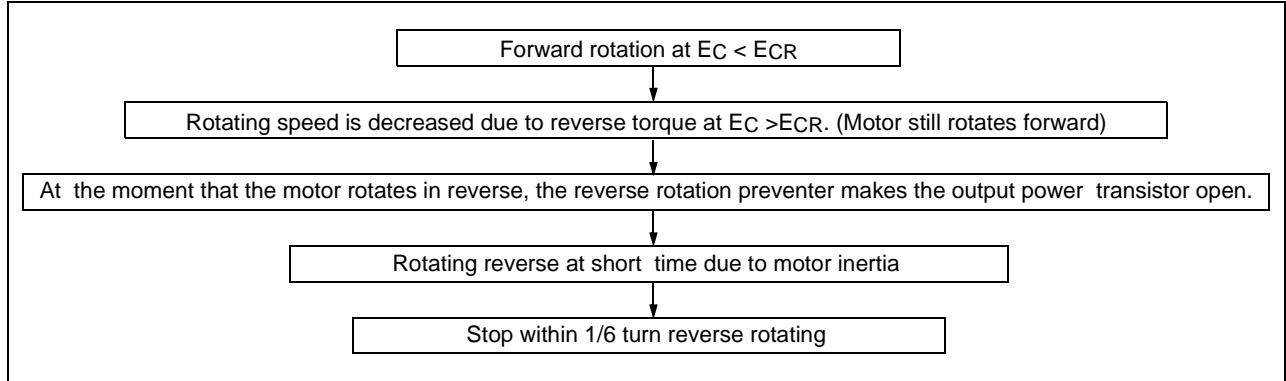 Forward rotation at EC < ECR
Rotating speed is decreased due to reverse torque at EC >ECR. (Motor still rotates forward)
At the moment that the motor rotates in reverse, the reverse rotation preventer makes the output power transistor open.
Rotating reverse at short time due to motor inertia
Stop within 1/6 turn reverse rotating